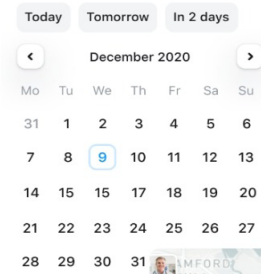 Today Tomorrow In 2 days
‹ December 2020 ›
Mo Tu We Th Fr Sa Su
31 1 2 3 4 5 6
7 8 9 10 11 12 13
14 15 15 17 18 19 20
21 22 23 24 25 26 27
28 29 30 31
AMFORD